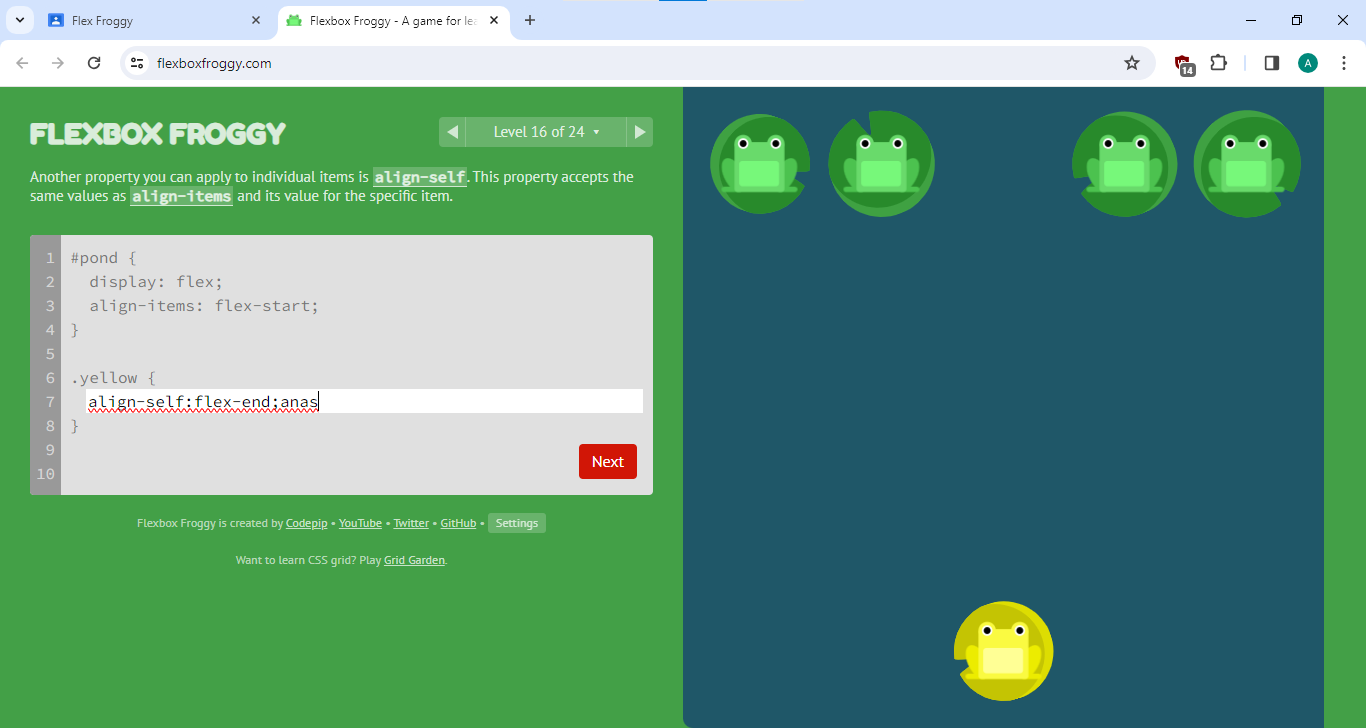 Flex Froggy
Flexbox Froggy - A game for lea
flexboxfroggy.com
14
A
FLEXBOX FROGGY
Level 16 of 24
Another property you can apply to individual items is align-self. This property accepts the
same values as align-items and its value for the specific item.
1 #pond {
2 display: flex;
3 align-items: flex-start;
4 }
5
6 .yellow {
7 align-self:flex-end;anas
8 }
9
10
Next
Flexbox Froggy is created by Codepip • YouTube • Twitter • GitHub • Settings
Want to learn CSS grid? Play Grid Garden.